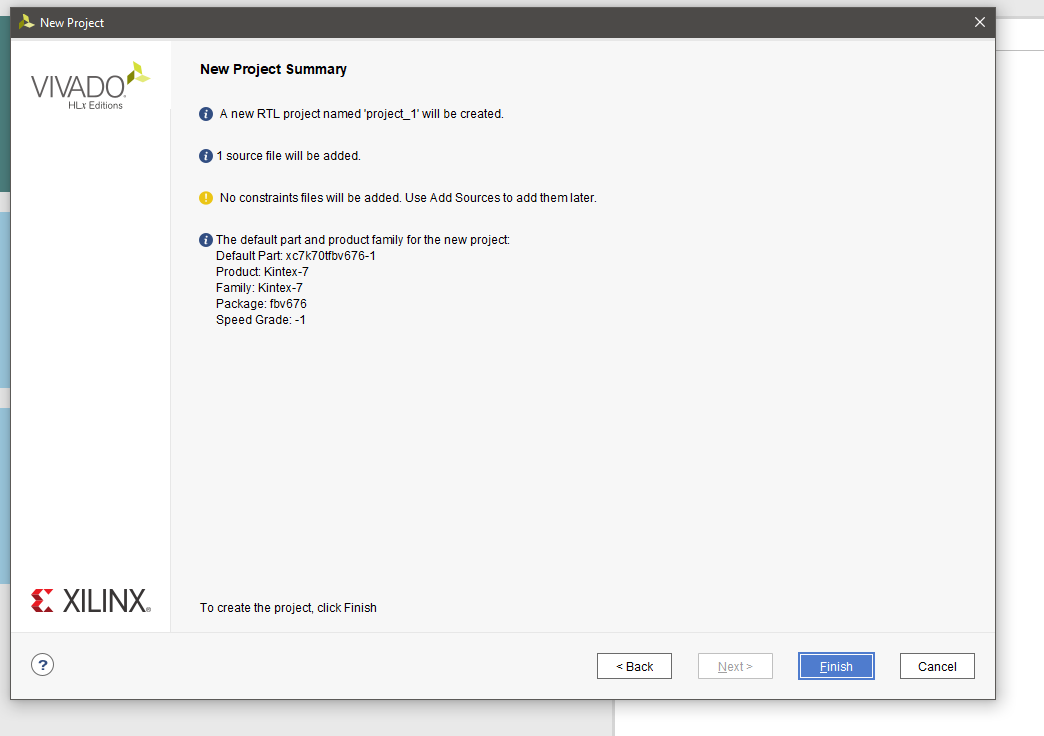 New Project
VIVADO
HLx Editions
New Project Summary
A new RTL project named 'project_1' will be created.
1 source file will be added.
No constraints files will be added. Use Add Sources to add them later.
The default part and product family for the new project:
Default Part: xc7k70tfbv676-1
Product: Kintex-7
Family: Kintex-7
Package: fbv676
Speed Grade: -1
XILINX®
To create the project, click Finish
?
< Back
Next >
Finish
Cancel